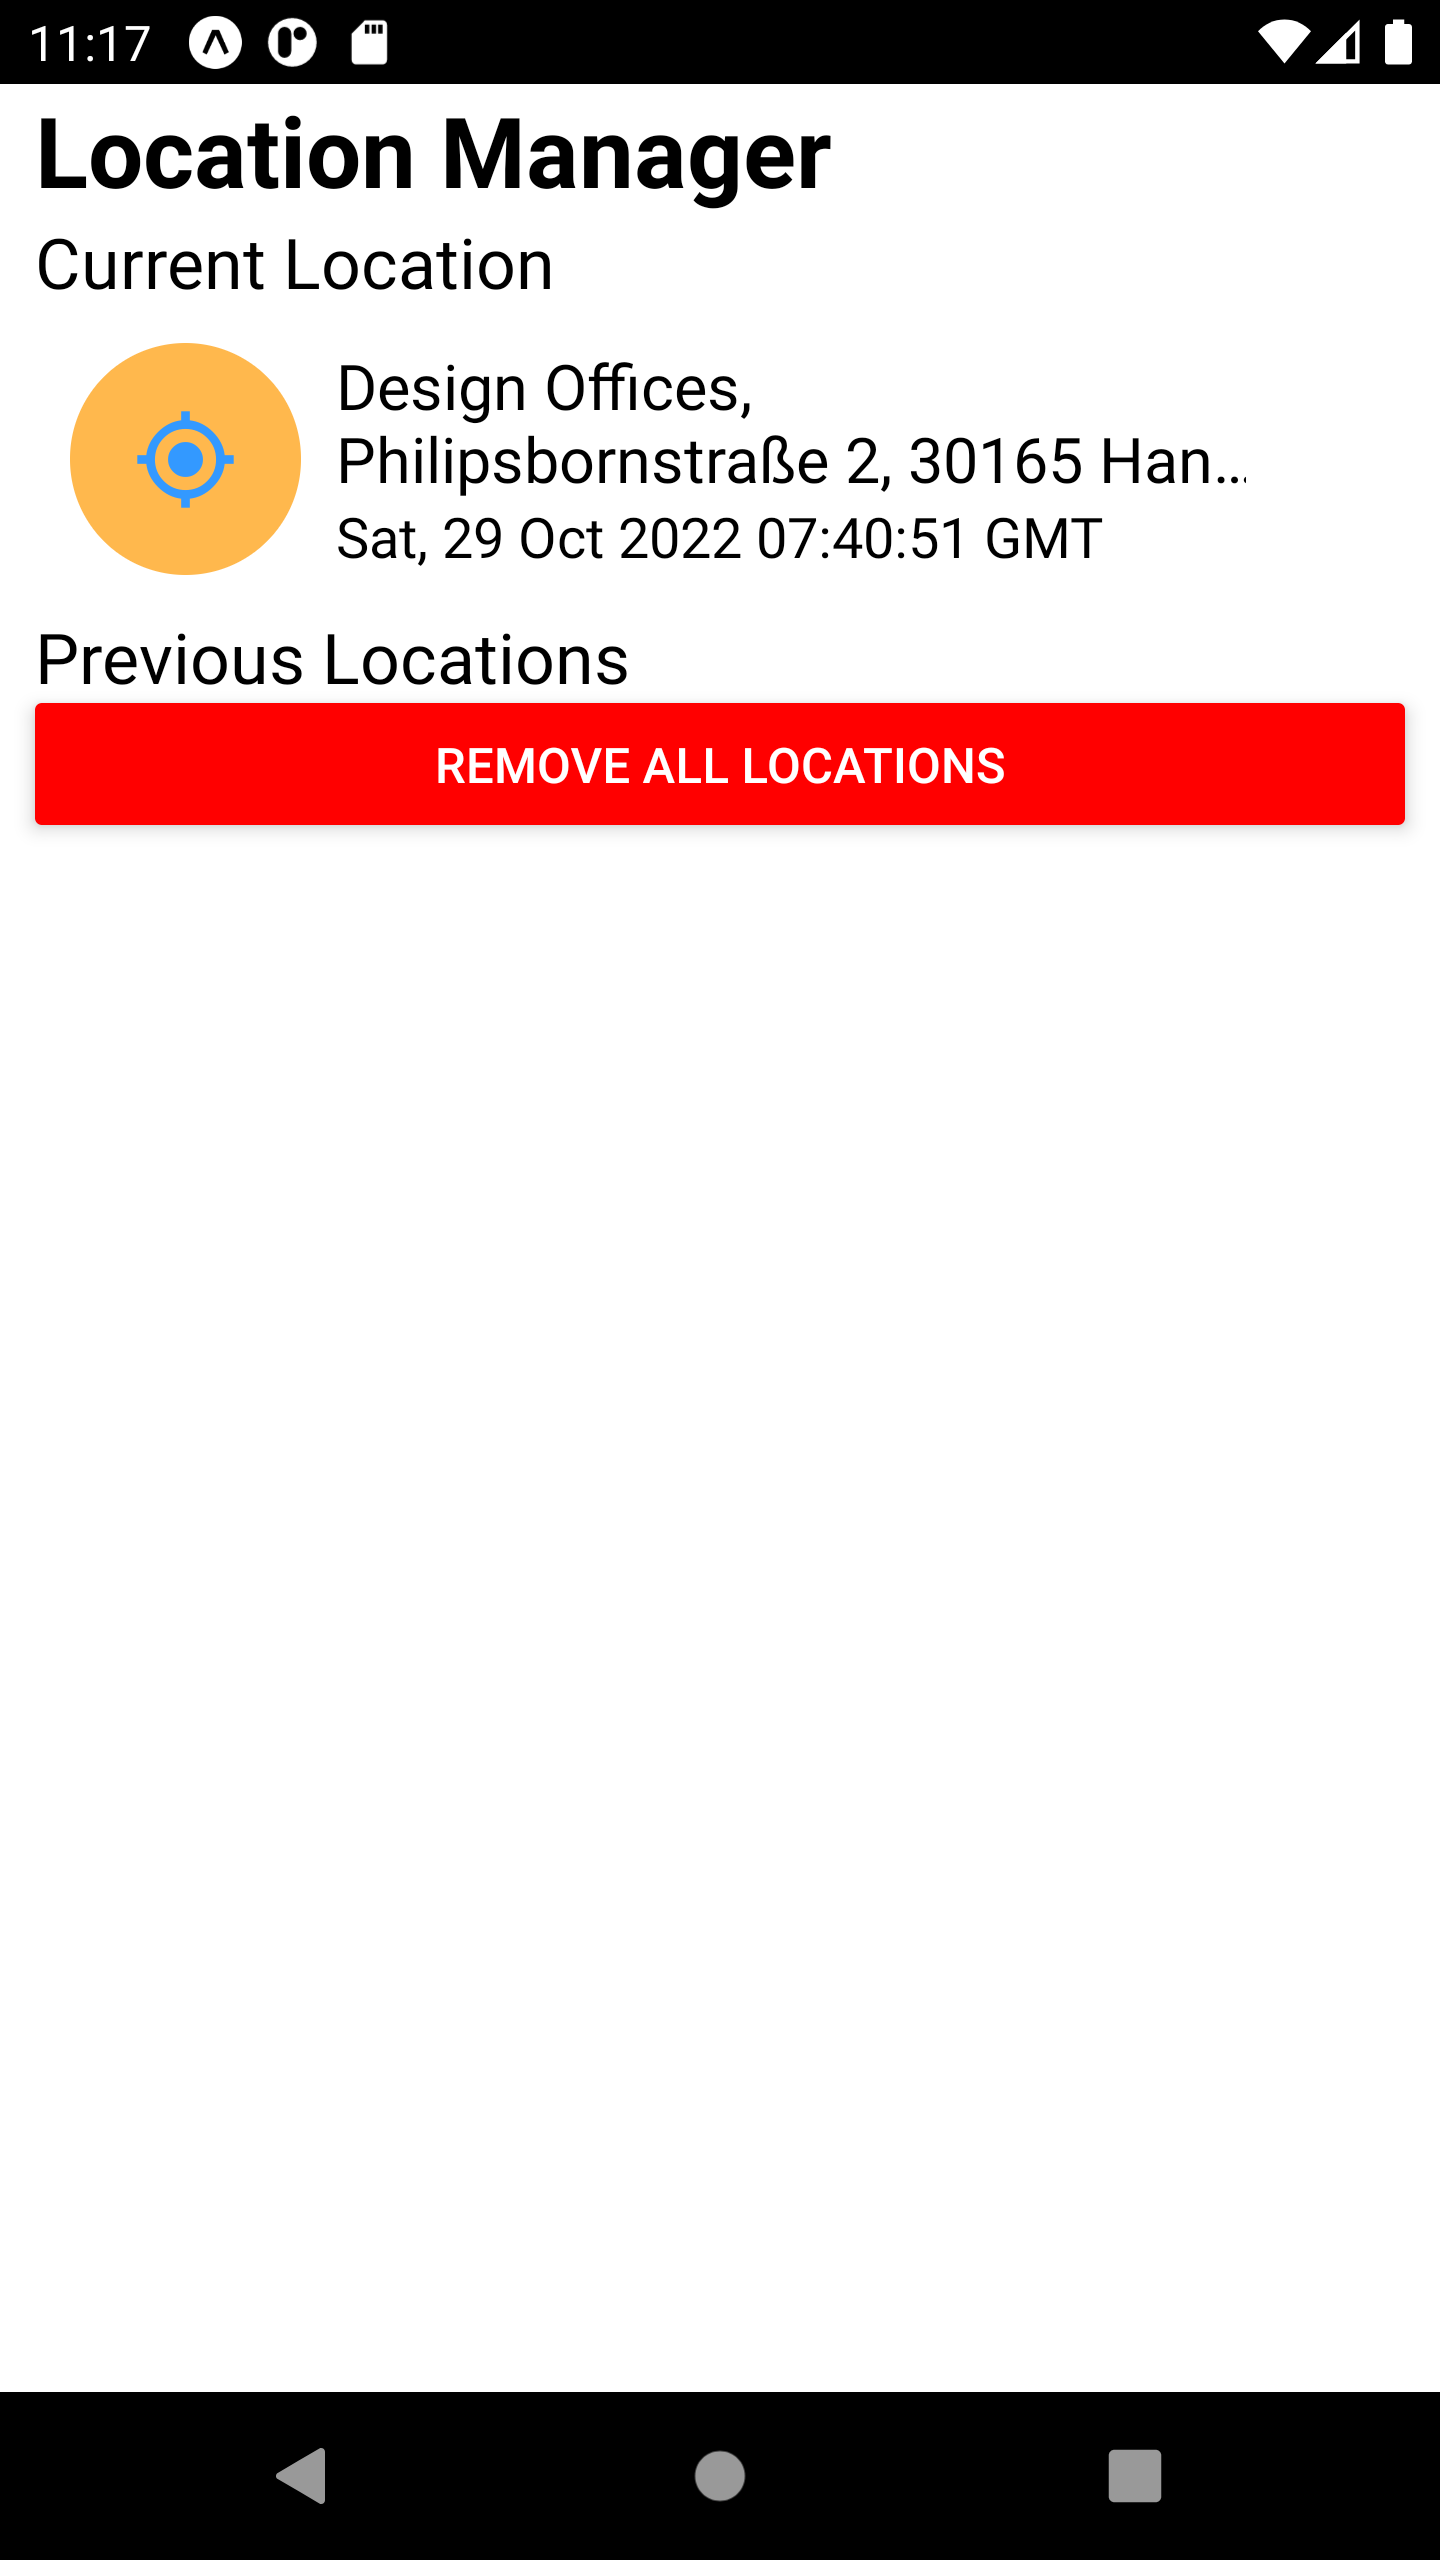 11:17
Location Manager
Current Location
Design Offices,
Philipsbornstraße 2, 30165 Han...
Sat, 29 Oct 2022 07:40:51 GMT
Previous Locations
REMOVE ALL LOCATIONS